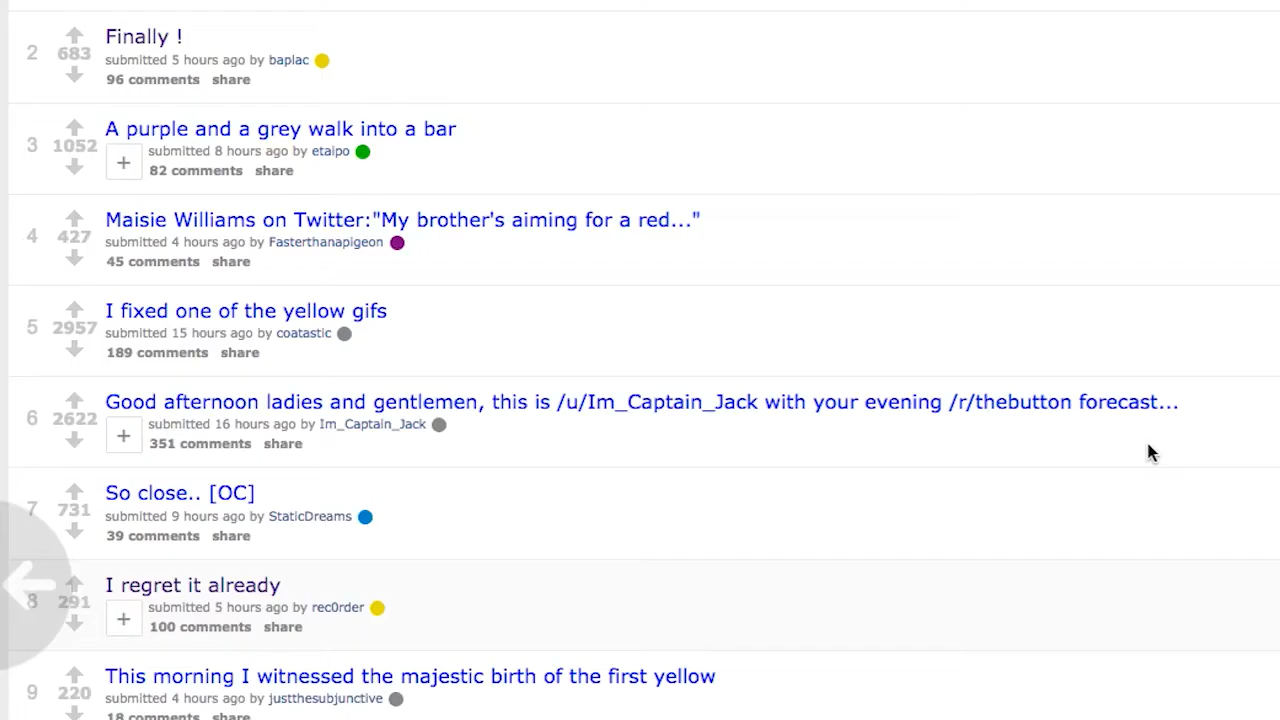 2
683
Finally !
submitted 5 hours ago by baplac
96 comments share
3
1052
A purple and a grey walk into a bar
+
submitted 8 hours ago by etaipo
82 comments share
4
427
Maisie Williams on Twitter:"My brother's aiming for a red..."
submitted 4 hours ago by Fasterthanapigeon
45 comments share
5
2957
I fixed one of the yellow gifs
submitted 15 hours ago by coatastic
189 comments share
6
2622
Good afternoon ladies and gentlemen, this is /u/Im_Captain_Jack with your evening /r/thebutton forecast...
+
submitted 16 hours ago by Im_Captain_Jack
351 comments share
7
731
So close.. [OC]
submitted 9 hours ago by StaticDreams
39 comments share
8
291
I regret it already
+
submitted 5 hours ago by rec0rder
100 comments share
9
220
This morning I witnessed the majestic birth of the first yellow
submitted 4 hours ago by justthesubjunctive
18 comments share